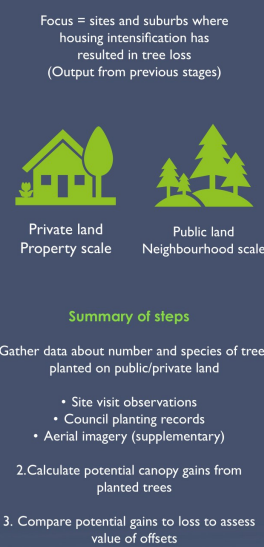 Focus = sites and suburbs where
housing intensification has
resulted in tree loss
(Output from previous stages)
Private land
Property scale
Public land
Neighbourhood scale
Summary of steps
Gather data about number and species of tree
planted on public/private land
• Site visit observations
• Council planting records
• Aerial imagery (supplementary)
2.Calculate potential canopy gains from
planted trees
3. Compare potential gains to loss to assess
value of offsets